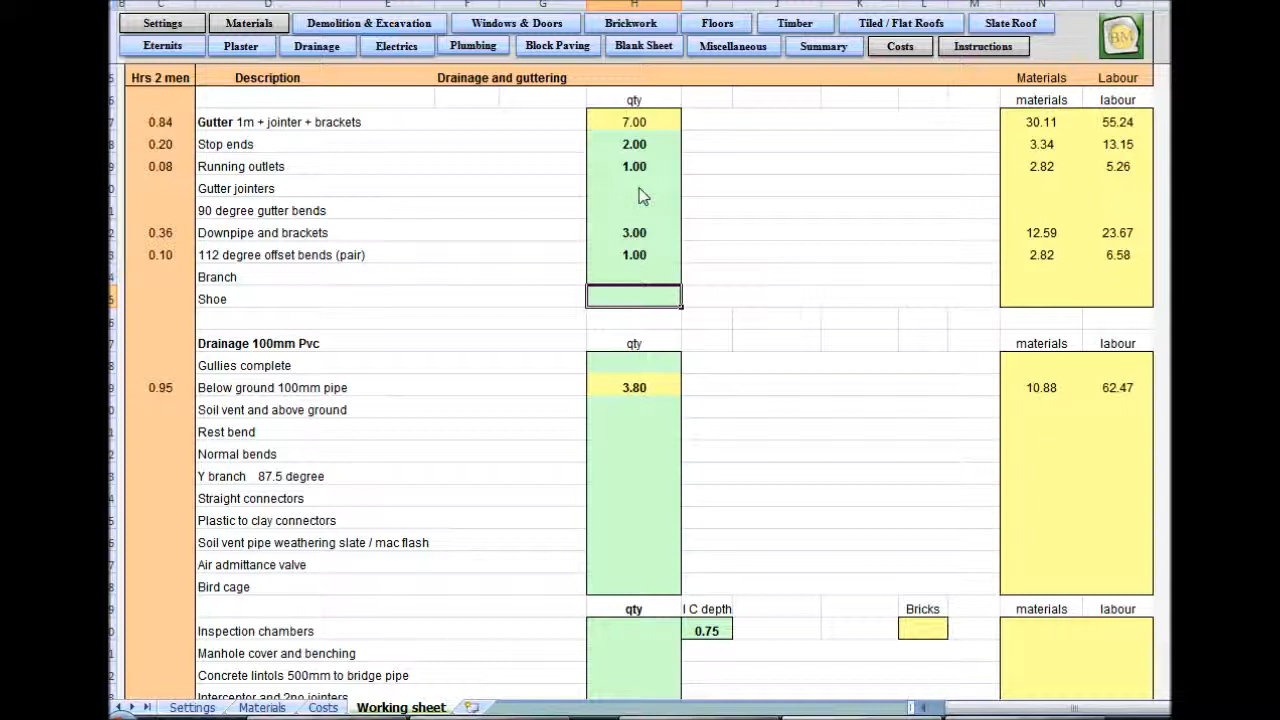 C D E F G H I J K L M N O
Settings Materials Demolition & Excavation Windows & Doors Brickwork Floors Timber Tiled / Flat Roofs Slate Roof
Eternits Plaster Drainage Electrics Plumbing Block Paving Blank Sheet Miscellaneous Summary Costs Instructions
BM
Hrs 2 men Description Drainage and guttering Materials Labour
qty materials labour
0.84 Gutter 1m + jointer + brackets 7.00 30.11 55.24
0.20 Stop ends 2.00 3.34 13.15
0.08 Running outlets 1.00 2.82 5.26
Gutter jointers
90 degree gutter bends
0.36 Downpipe and brackets 3.00 12.59 23.67
0.10 112 degree offset bends (pair) 1.00 2.82 6.58
Branch
Shoe
Drainage 100mm Pvc qty materials labour
Gullies complete
0.95 Below ground 100mm pipe 3.80 10.88 62.47
Soil vent and above ground
Rest bend
Normal bends
Y branch 87.5 degree
Straight connectors
Plastic to clay connectors
Soil vent pipe weathering slate / mac flash
Air admittance valve
Bird cage
qty I C depth Bricks materials labour
Inspection chambers 0.75
Manhole cover and benching
Concrete lintols 500mm to bridge pipe
Interceptor and 2no jointers
Settings Materials Costs Working sheet